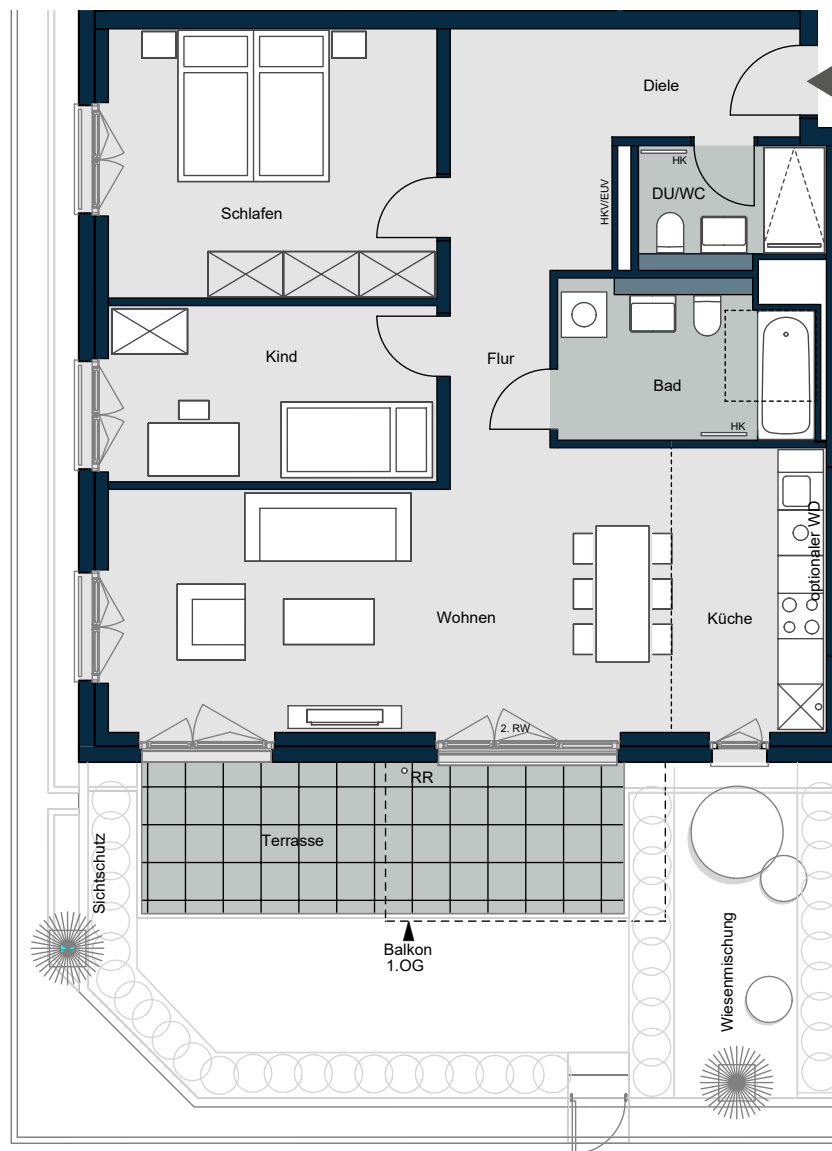 Diele
HK
DU/WC
HKV/EUV
Schlafen
Kind
Flur
Bad
HK
optionaler WD
Wohnen
Küche
2. RW
RR
Terrasse
Sichtschutz
Balkon
1.OG
Wiesenmischung